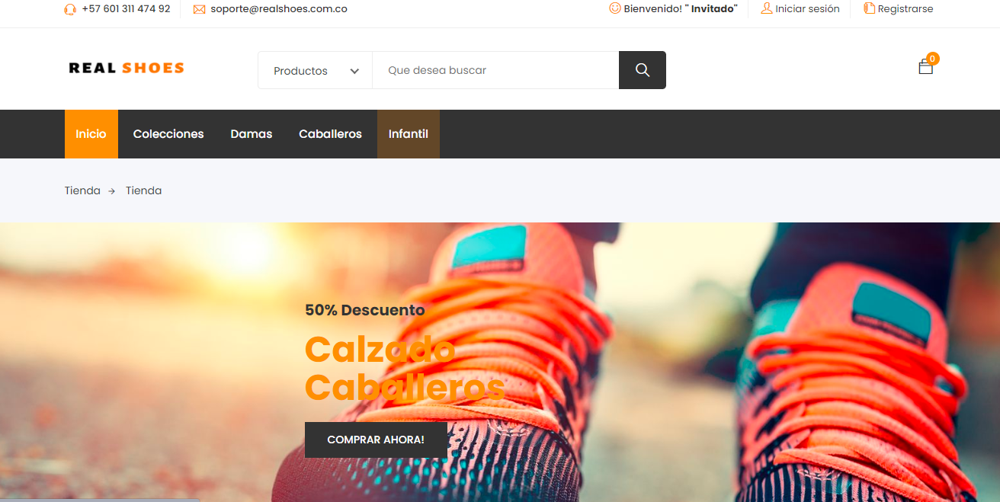 +57 601 311 474 92
soporte@realshoes.com.co
Bienvenido! " Invitado"
Iniciar sesión
Registrarse
REAL SHOES
Productos
Que desea buscar
0
Inicio
Colecciones
Damas
Caballeros
Infantil
Tienda → Tienda
50% Descuento
Calzado
Caballeros
COMPRAR AHORA!